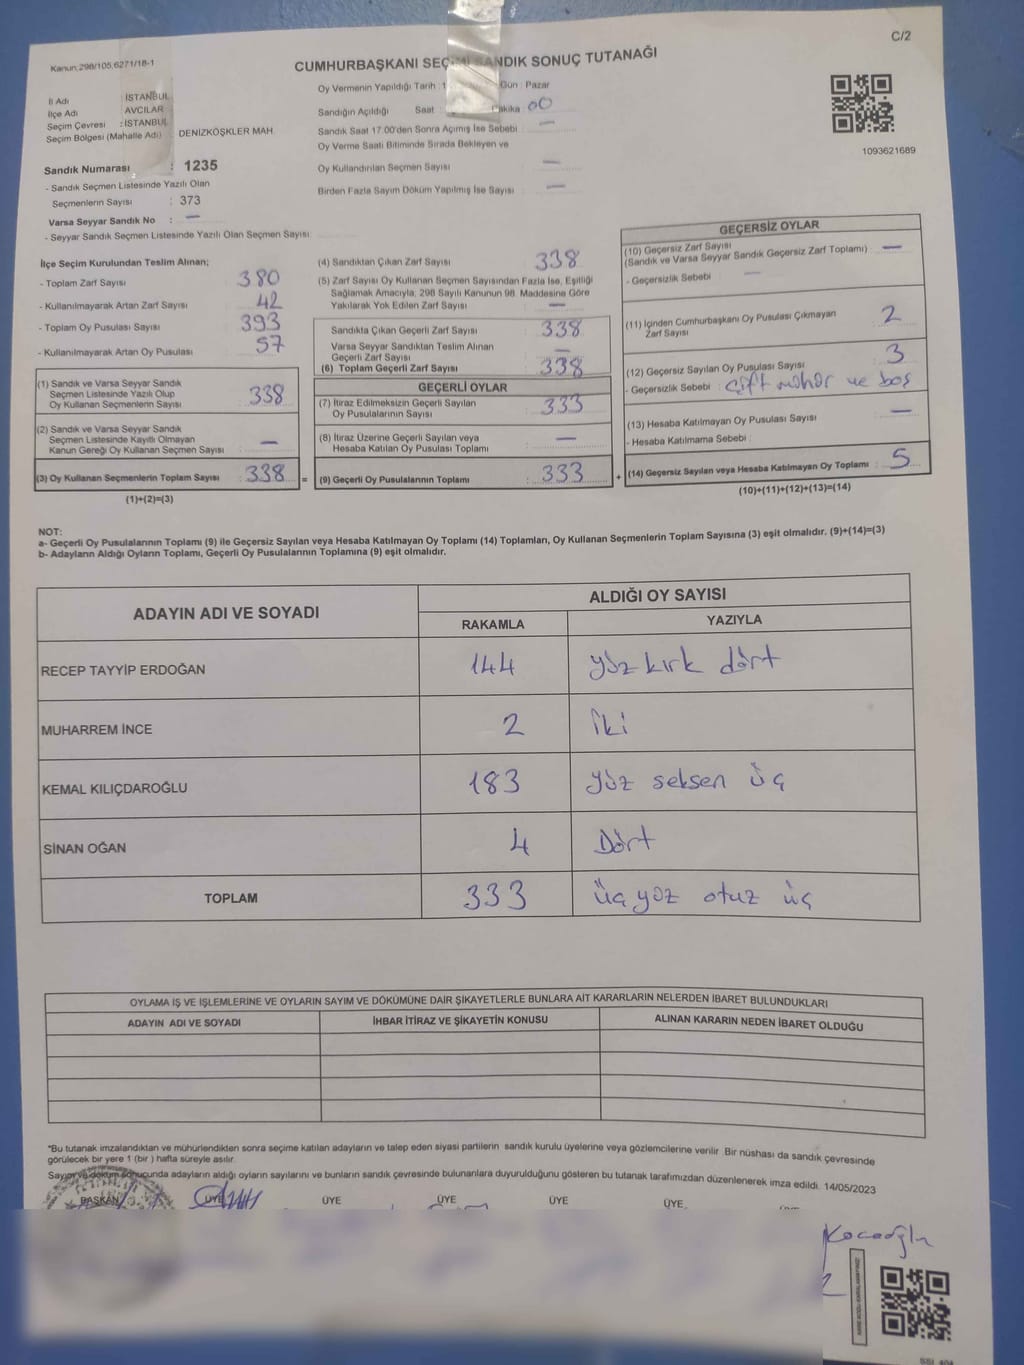 C/2
Kanun:298/105,6271/18-1
CUMHURBAŞKANI SEÇ SANDIK SONUÇ TUTANAĞI
Oy Vermenin Yapıldığı Tarih : Gün : Pazar
İl Adı : İSTANBUL
İlçe Adı : AVCILAR
Seçim Çevresi : İSTANBUL
Seçim Bölgesi (Mahalle Adı) : DENİZKÖŞKLER MAH.
Sandığın Açıldığı Saat : Dakika : 00
Sandık Saat 17.00'den Sonra Açımış İse Sebebi : —
Oy Verme Saati Bitiminde Sırada Bekleyen ve
Oy Kullandırılan Seçmen Sayısı : —
Birden Fazla Sayım Döküm Yapılmış İse Sayısı : —
1093621689
Sandık Numarası : 1235
- Sandık Seçmen Listesinde Yazılı Olan
Seçmenlerin Sayısı : 373
Varsa Seyyar Sandık No : —
- Seyyar Sandık Seçmen Listesinde Yazılı Olan Seçmen Sayısı
İlçe Seçim Kurulundan Teslim Alınan;
- Toplam Zarf Sayısı : 380
- Kullanılmayarak Artan Zarf Sayısı : 42
- Toplam Oy Pusulası Sayısı : 393
- Kullanılmayarak Artan Oy Pusulası : 57
(1) Sandık ve Varsa Seyyar Sandık
Seçmen Listesinde Yazılı Olup
Oy Kullanan Seçmenlerin Sayısı : 338
(2) Sandık ve Varsa Seyyar Sandık
Seçmen Listesinde Kayıtlı Olmayan
Kanun Gereği Oy Kullanan Seçmen Sayısı : —
(3) Oy Kullanan Seçmenlerin Toplam Sayısı : 338 =
(1)+(2)=(3)
(4) Sandıktan Çıkan Zarf Sayısı : 338
(5) Zarf Sayısı Oy Kullanan Seçmen Sayısından Fazla İse, Eşitliği
Sağlamak Amacıyla, 298 Sayılı Kanunun 98. Maddesine Göre
Yakılarak Yok Edilen Zarf Sayısı : —
Sandıkta Çıkan Geçerli Zarf Sayısı : 338
Varsa Seyyar Sandıktan Teslim Alınan
Geçerli Zarf Sayısı : —
(6) Toplam Geçerli Zarf Sayısı : 338
GEÇERLİ OYLAR
(7) İtiraz Edilmeksizin Geçerli Sayılan
Oy Pusulalarının Sayısı : 333
(8) İtiraz Üzerine Geçerli Sayılan veya
Hesaba Katılan Oy Pusulası Toplamı : —
(9) Geçerli Oy Pusulalarının Toplamı : 333 +
GEÇERSİZ OYLAR
(10) Geçersiz Zarf Sayısı
(Sandık ve Varsa Seyyar Sandık Geçersiz Zarf Toplamı) : —
- Geçersizlik Sebebi : —
(11) İçinden Cumhurbaşkanı Oy Pusulası Çıkmayan
Zarf Sayısı : 2
(12) Geçersiz Sayılan Oy Pusulası Sayısı : 3
- Geçersizlik Sebebi : çift mühür ve boş
(13) Hesaba Katılmayan Oy Pusulası Sayısı : —
- Hesaba Katılmama Sebebi :
(14) Geçersiz Sayılan veya Hesaba Katılmayan Oy Toplamı : 5
(10)+(11)+(12)+(13)=(14)
NOT:
a- Geçerli Oy Pusulalarının Toplamı (9) ile Geçersiz Sayılan veya Hesaba Katılmayan Oy Toplamı (14) Toplamları, Oy Kullanan Seçmenlerin Toplam Sayısına (3) eşit olmalıdır. (9)+(14)=(3)
b- Adayların Aldığı Oyların Toplamı, Geçerli Oy Pusulalarının Toplamına (9) eşit olmalıdır.
ADAYIN ADI VE SOYADI
ALDIĞI OY SAYISI
RAKAMLA YAZIYLA
RECEP TAYYİP ERDOĞAN 144 yüz kırk dört
MUHARREM İNCE 2 iki
KEMAL KILIÇDAROĞLU 183 yüz seksen üç
SİNAN OĞAN 4 Dört
TOPLAM 333 üçyüz otuz üç
OYLAMA İŞ VE İŞLEMLERİNE VE OYLARIN SAYIM VE DÖKÜMÜNE DAİR ŞİKAYETLERLE BUNLARA AİT KARARLARIN NELERDEN İBARET BULUNDUKLARI
ADAYIN ADI VE SOYADI İHBAR İTİRAZ VE ŞİKAYETİN KONUSU ALINAN KARARIN NEDEN İBARET OLDUĞU
*Bu tutanak imzalandıktan ve mühürlendikten sonra seçime katılan adayların ve talep eden siyasi partilerin sandık kurulu üyelerine veya gözlemcilerine verilir. Bir nüshası da sandık çevresinde
görülecek bir yere 1 (bir ) hafta süreyle asılır.
Sayım ve döküm sonucunda adayların aldığı oyların sayılarını ve bunların sandık çevresinde bulunanlara duyurulduğunu gösteren bu tutanak tarafımızdan düzenlenerek imza edildi. 14/05/2023
BAŞKAN ÜYE ÜYE ÜYE ÜYE ÜYE